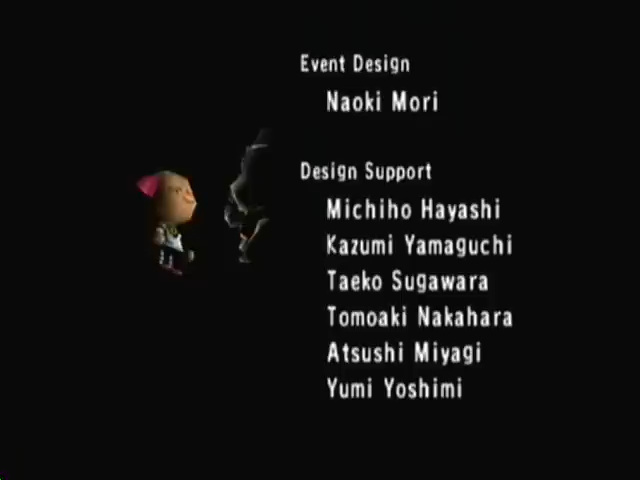 Event Design
Naoki Mori
Design Support
Michiho Hayashi
Kazumi Yamaguchi
Taeko Sugawara
Tomoaki Nakahara
Atsushi Miyagi
Yumi Yoshimi